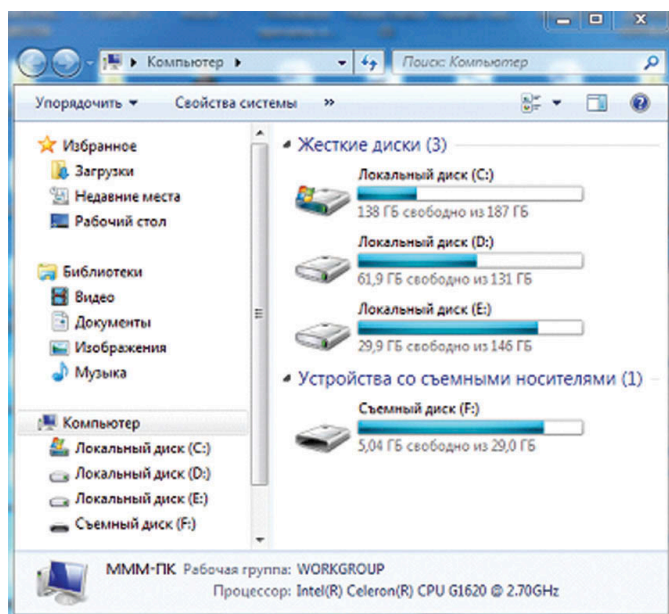 Компьютер
Поиск: Компьютер
Упорядочить
Свойства системы
»
Избранное
Загрузки
Недавние места
Рабочий стол
Библиотеки
Видео
Документы
Изображения
Музыка
Компьютер
Локальный диск (C:)
Локальный диск (D:)
Локальный диск (E:)
Съемный диск (F:)
Жесткие диски (3)
Локальный диск (C:)
138 ГБ свободно из 187 ГБ
Локальный диск (D:)
61,9 ГБ свободно из 131 ГБ
Локальный диск (E:)
29,9 ГБ свободно из 146 ГБ
Устройства со съемными носителями (1)
Съемный диск (F:)
5,04 ГБ свободно из 29,0 ГБ
МММ-ПК Рабочая группа: WORKGROUP
Процессор: Intel(R) Celeron(R) CPU G1620 @ 2.70GHz